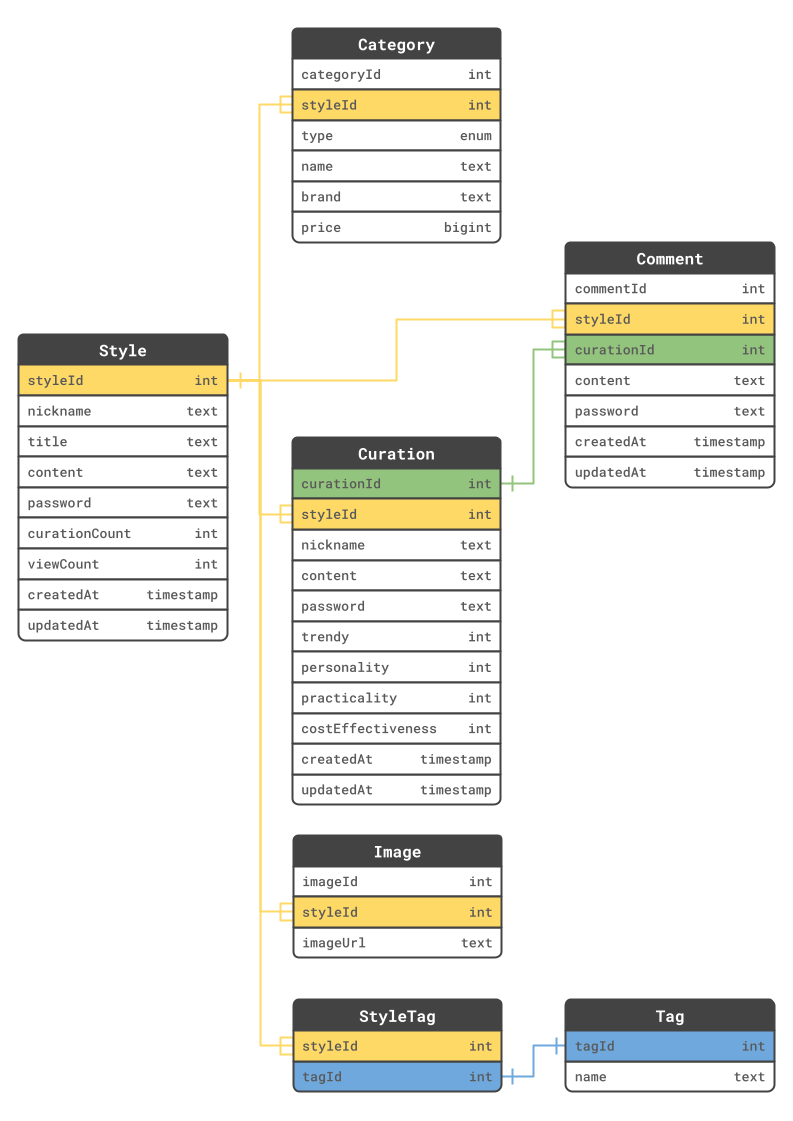 Category
categoryId int
styleId int
type enum
name text
brand text
price bigint
Comment
commentId int
styleId int
curationId int
content text
password text
createdAt timestamp
updatedAt timestamp
Style
styleId int
nickname text
title text
content text
password text
curationCount int
viewCount int
createdAt timestamp
updatedAt timestamp
Curation
curationId int
styleId int
nickname text
content text
password text
trendy int
personality int
practicality int
costEffectiveness int
createdAt timestamp
updatedAt timestamp
Image
imageId int
styleId int
imageUrl text
StyleTag
styleId int
tagId int
Tag
tagId int
name text